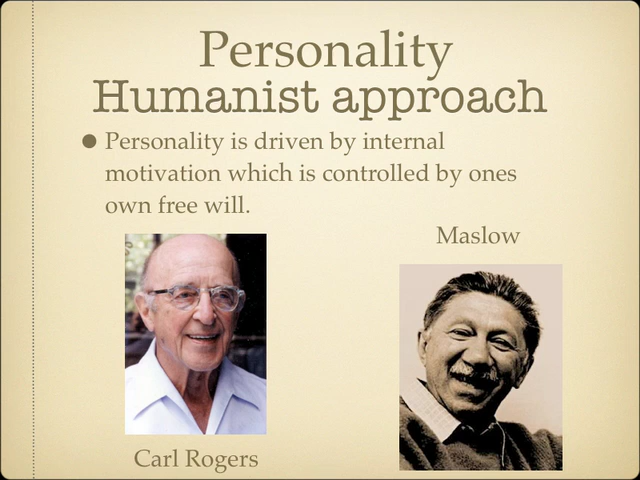 Personality
Humanist approach
• Personality is driven by internal
motivation which is controlled by ones
own free will.
Maslow
Carl Rogers